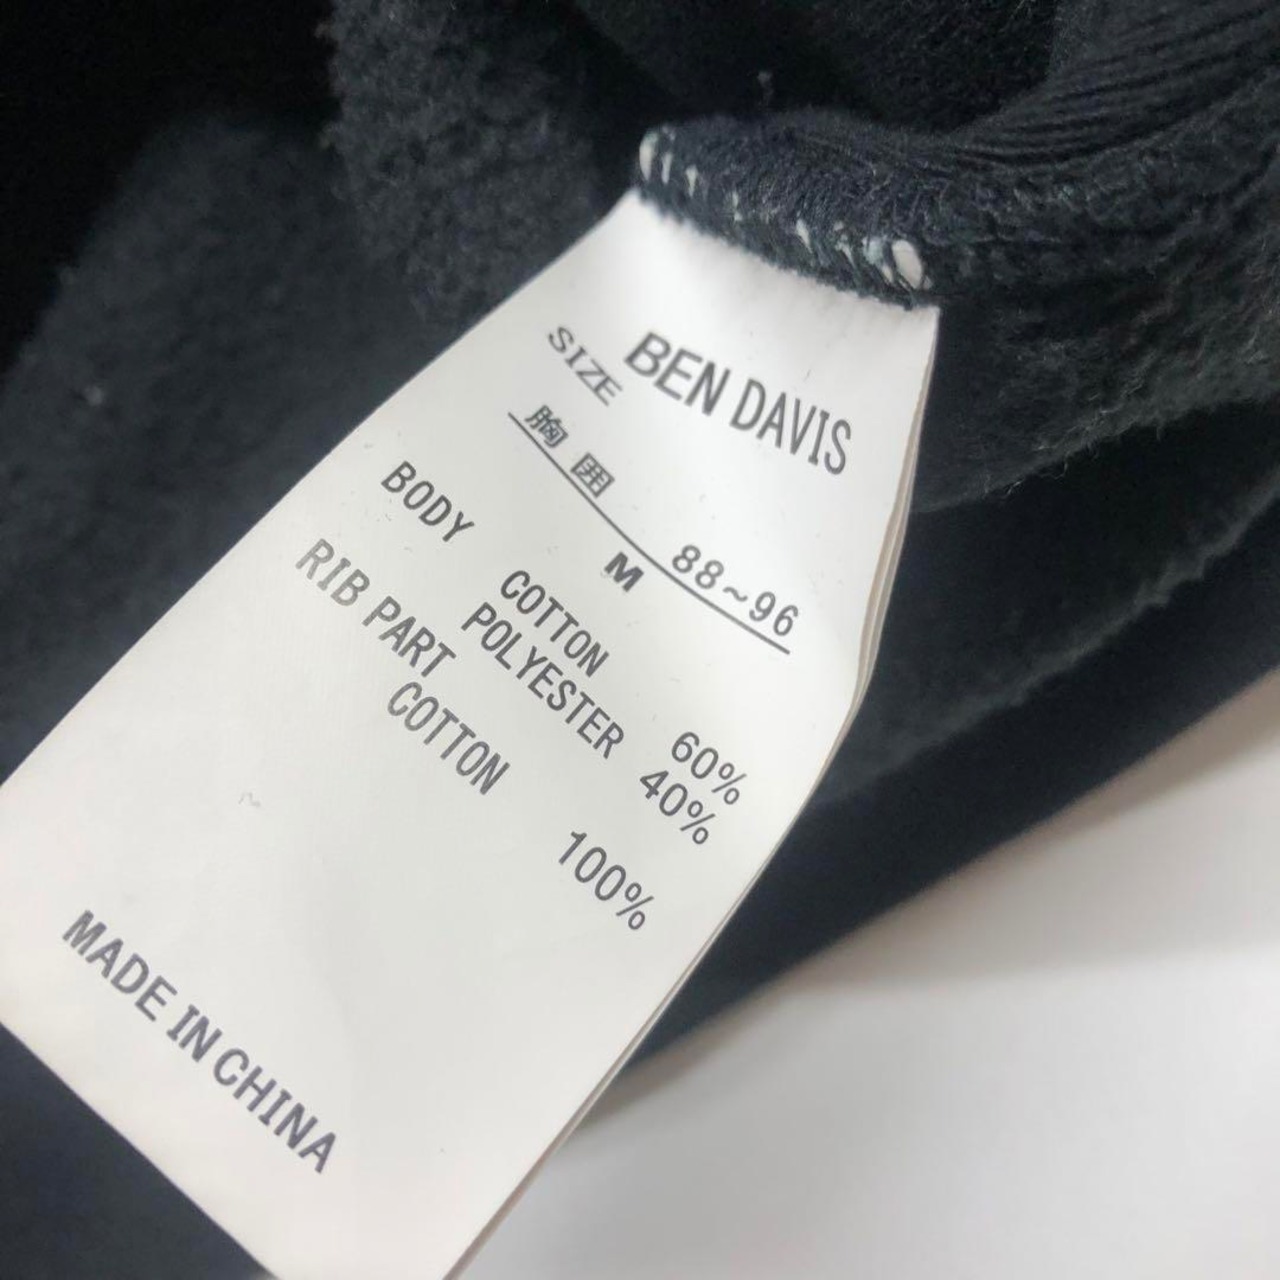 BEN DAVIS
SIZE
胸囲 88~96
M
BODY
COTTON 60%
POLYESTER 40%
RIB PART
COTTON 100%
MADE IN CHINA